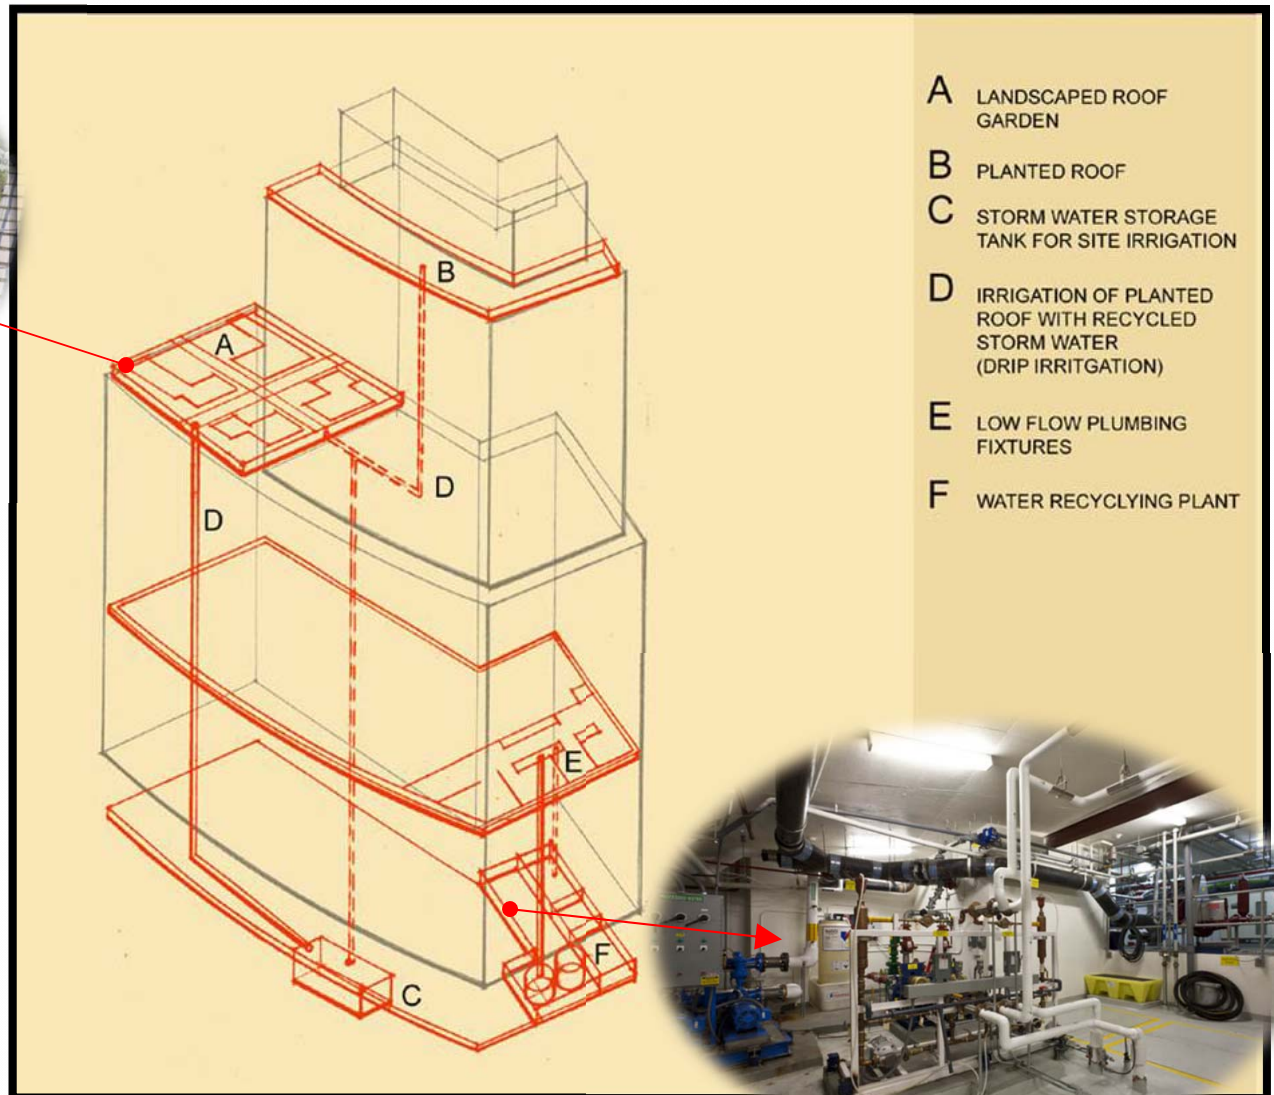 A LANDSCAPED ROOF
GARDEN
B PLANTED ROOF
C STORM WATER STORAGE
TANK FOR SITE IRRIGATION
D IRRIGATION OF PLANTED
ROOF WITH RECYCLED
STORM WATER
(DRIP IRRITGATION)
E LOW FLOW PLUMBING
FIXTURES
F WATER RECYCLYING PLANT
B
A
D
D
E
F
C